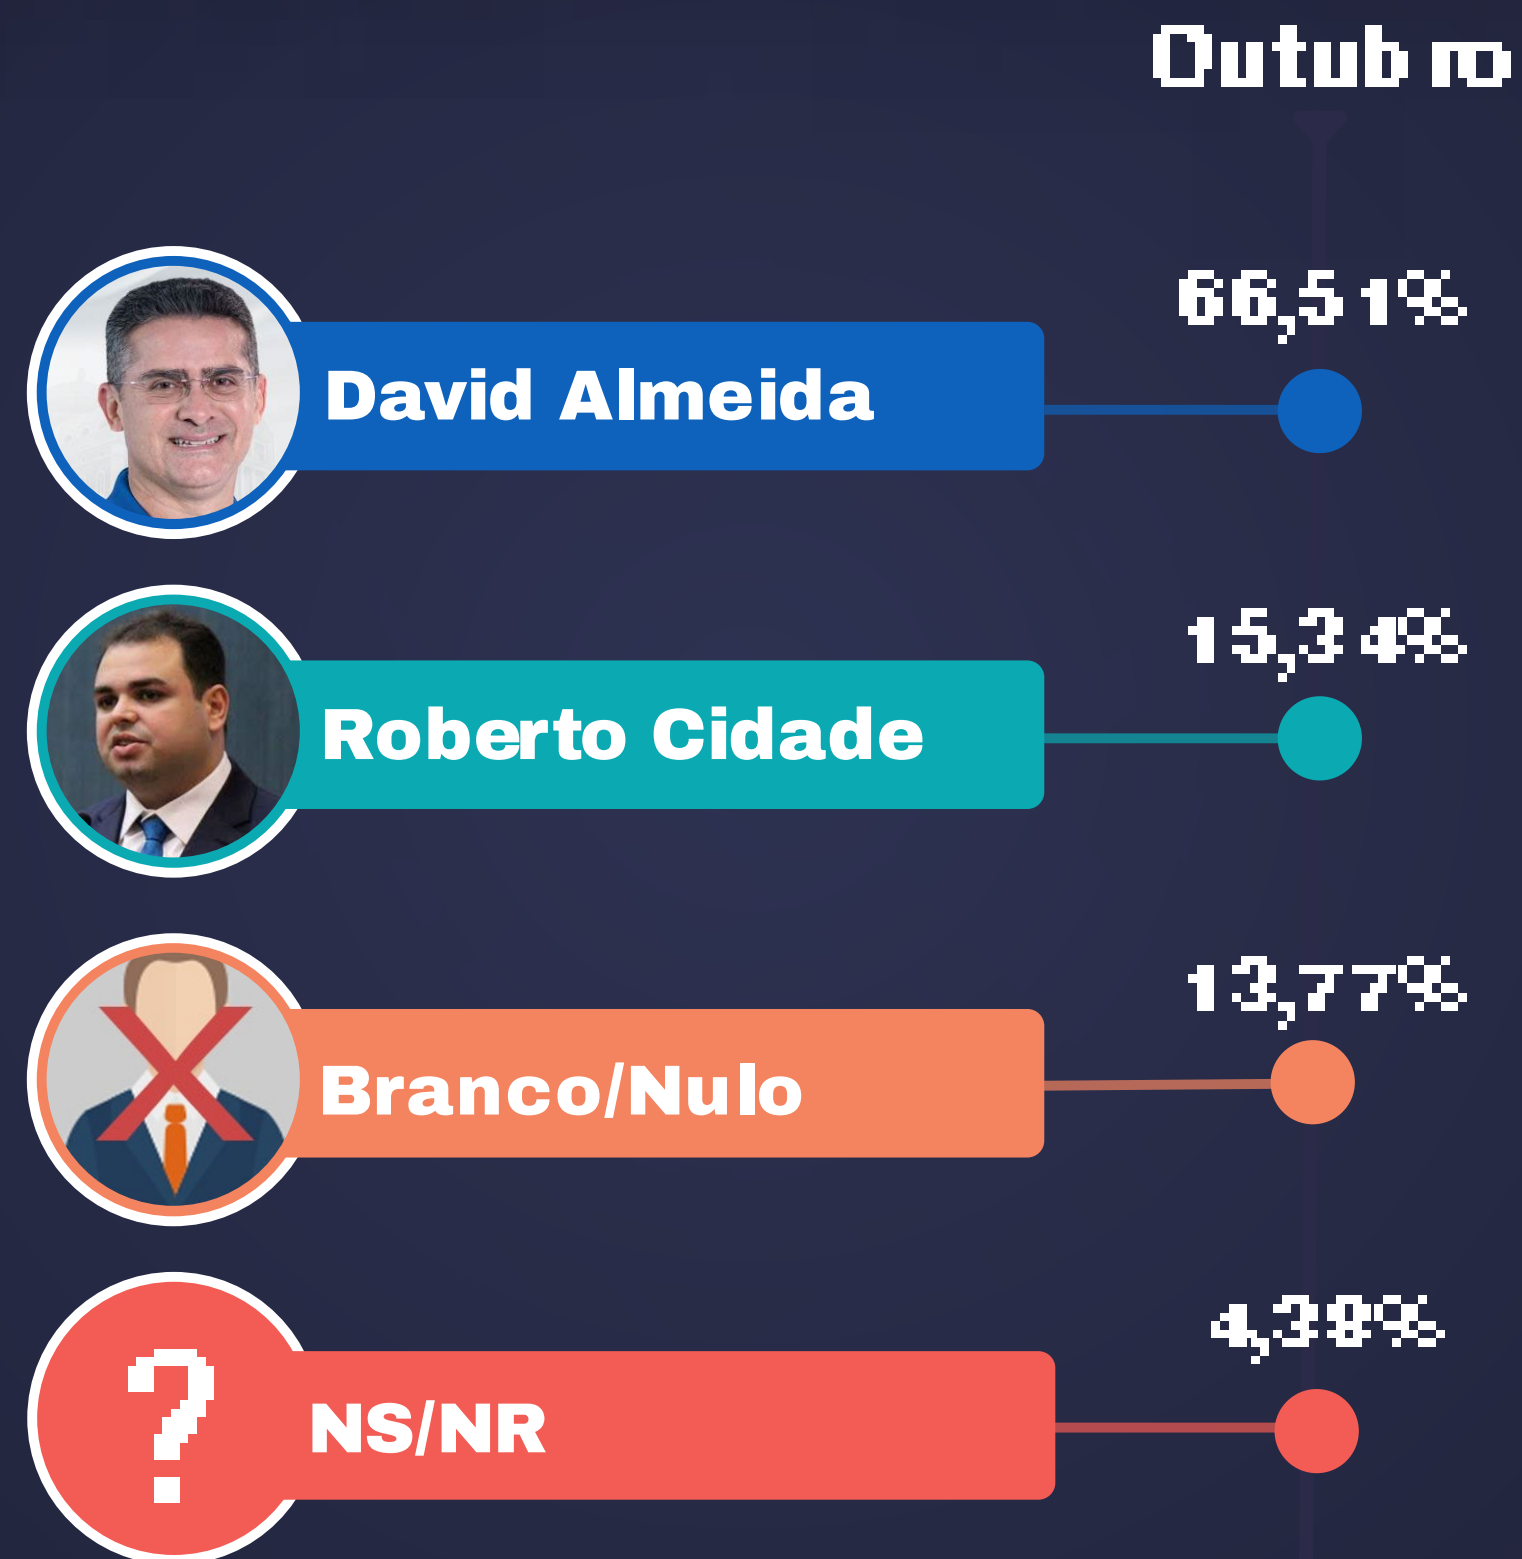 Outubro
66,51%
David Almeida
15,34%
Roberto Cidade
13,77%
Branco/Nulo
4,38%
?
NS/NR